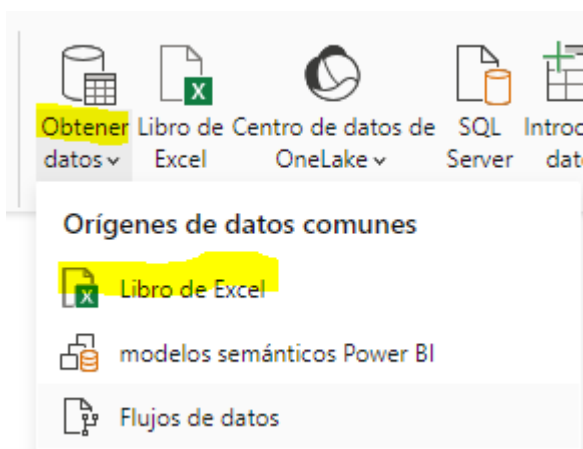 Obtener Libro de Centro de datos de SQL
datos Excel OneLake Server
Orígenes de datos comunes
Libro de Excel
modelos semánticos Power BI
Flujos de datos